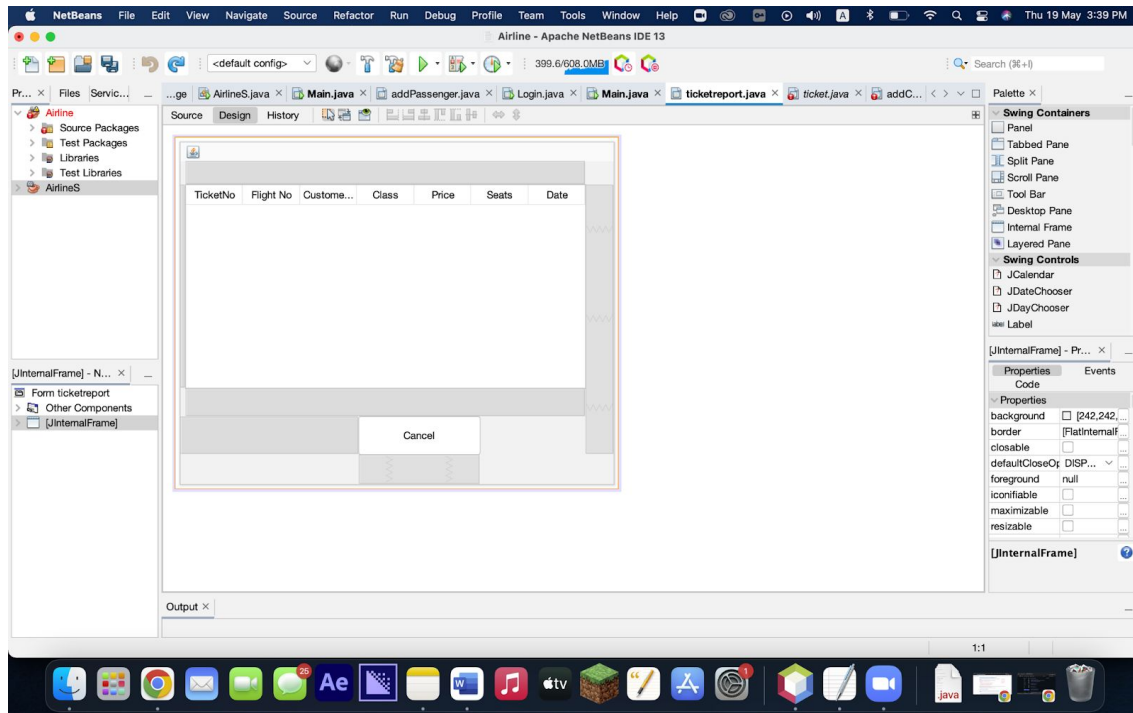 NetBeans File Edit View Navigate Source Refactor Run Debug Profile Team Tools Window Help A Thu 19 May 3:39 PM
Airline - Apache NetBeans IDE 13
<default config> 399.6/608.0MB Search (⌘+I)
Pr... × Files Servic... ...ge AirlineS.java × Main.java × addPassenger.java × Login.java × Main.java × ticketreport.java × ticket.java × addC... Palette ×
Airline
Source Packages
Test Packages
Libraries
Test Libraries
AirlineS
Source Design History
TicketNo Flight No Custome... Class Price Seats Date
Cancel
Swing Containers
Panel
Tabbed Pane
Split Pane
Scroll Pane
Tool Bar
Desktop Pane
Internal Frame
Layered Pane
Swing Controls
JCalendar
JDateChooser
JDayChooser
label Label
[JInternalFrame] - N... ×
Form ticketreport
Other Components
[JInternalFrame]
[JInternalFrame] - Pr... ×
Properties Events
Code
Properties
background [242,242,...
border [FlatInternalF...
closable ...
defaultCloseOp DISP... ...
foreground null ...
iconifiable ...
maximizable ...
resizable ...
[JInternalFrame]
Output ×
1:1
25 Ae W tv A 1 .java